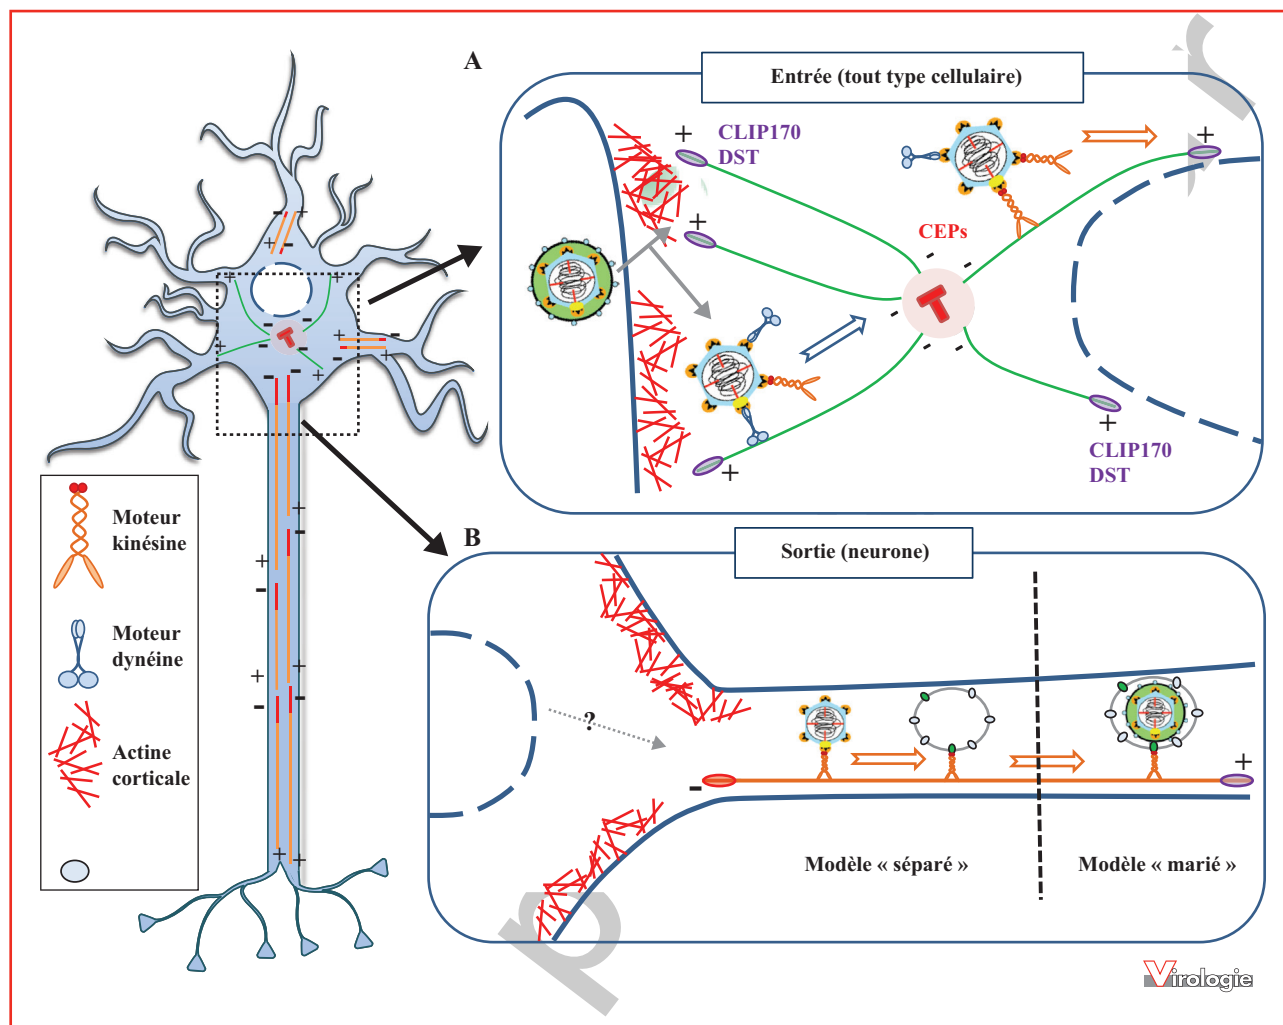 A
Entrée (tout type cellulaire)
+
CLIP170
DST
+
+
+
CEPs
+
CLIP170
DST
B
Sortie (neurone)
?
-
+
Modèle « séparé »
Modèle « marié »
Moteur
kinésine
Moteur
dynéine
Actine
corticale
Virologie